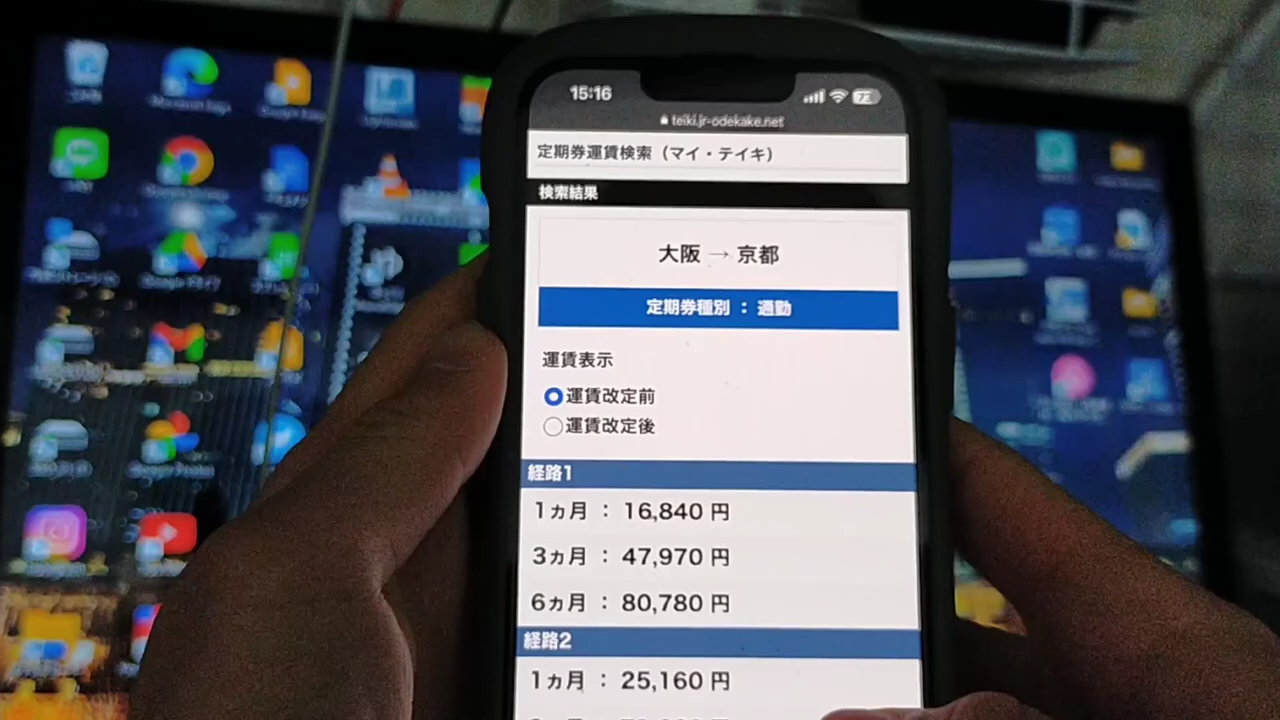 15:16
73
teiki.jr-odekake.net
定期券運賃検索（マイ・テイキ）
検索結果
大阪 → 京都
定期券種別 ： 通勤
運賃表示
運賃改定前
運賃改定後
経路1
1ヵ月 ： 16,840 円
3ヵ月 ： 47,970 円
6ヵ月 ： 80,780 円
経路2
1ヵ月 ： 25,160 円